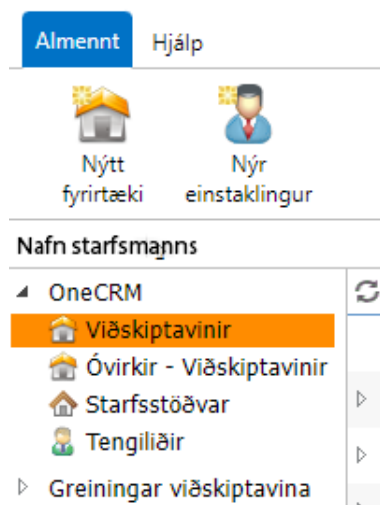 Almennt Hjálp
Nýtt Nýr
fyrirtæki einstaklingur
Nafn starfsmanns
OneCRM
Viðskiptavinir
Óvirkir - Viðskiptavinir
Starfsstöðvar
Tengiliðir
Greiningar viðskiptavina